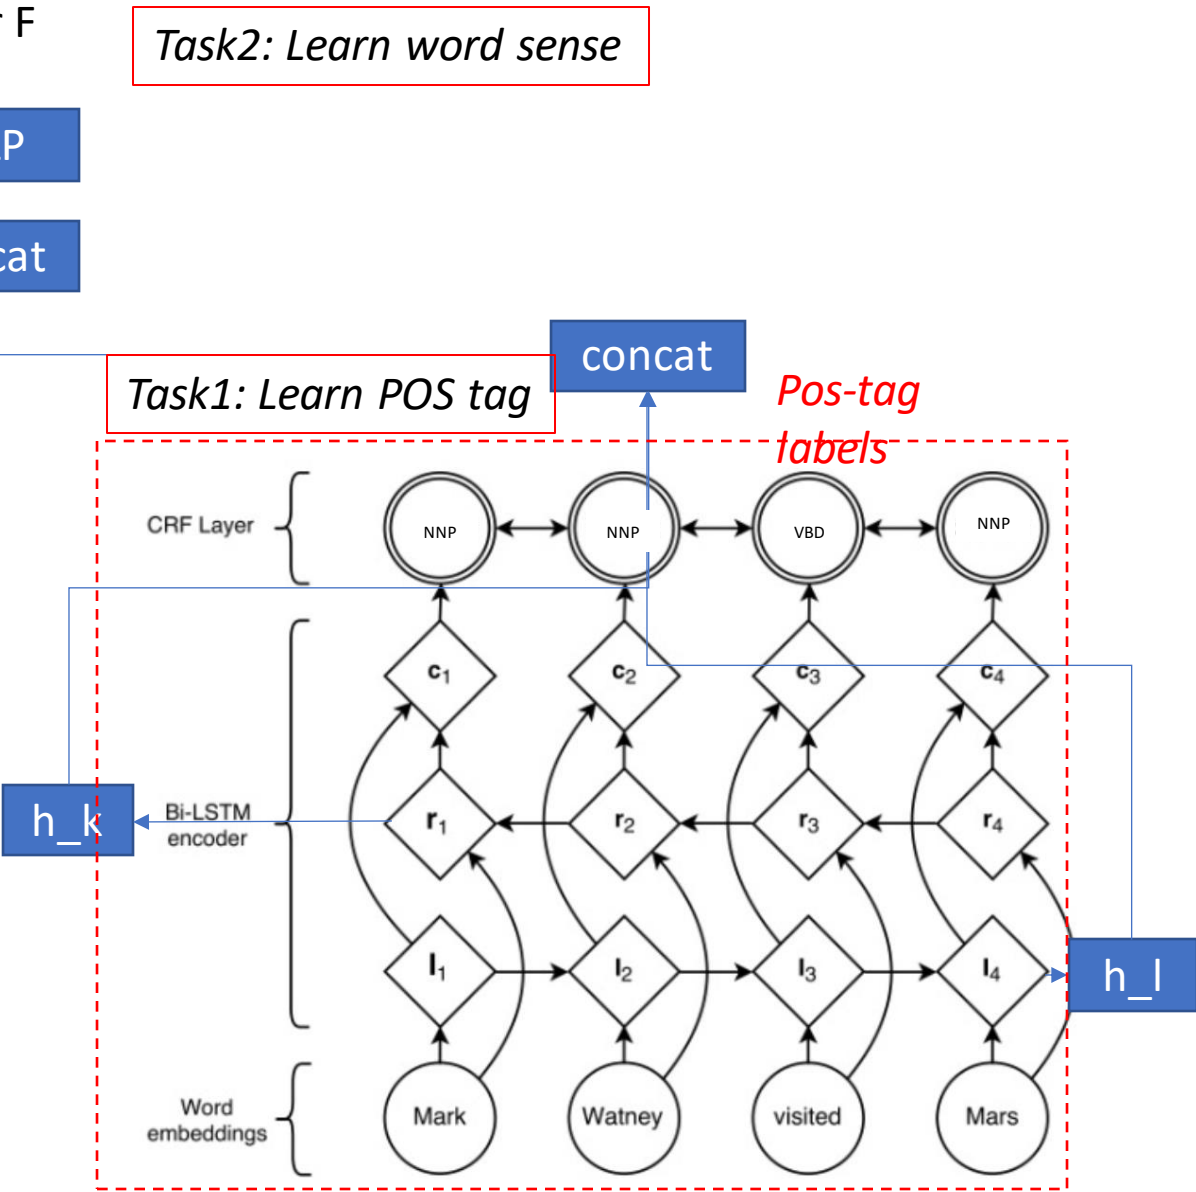 r F
Task2: Learn word sense
P
cat
concat
Task1: Learn POS tag
Pos-tag
labels
CRF Layer
NNP
NNP
VBD
NNP
c1
c2
c3
c4
h_k
Bi-LSTM
encoder
r1
r2
r3
r4
l1
l2
l3
l4
h_l
Word
embeddings
Mark
Watney
visited
Mars